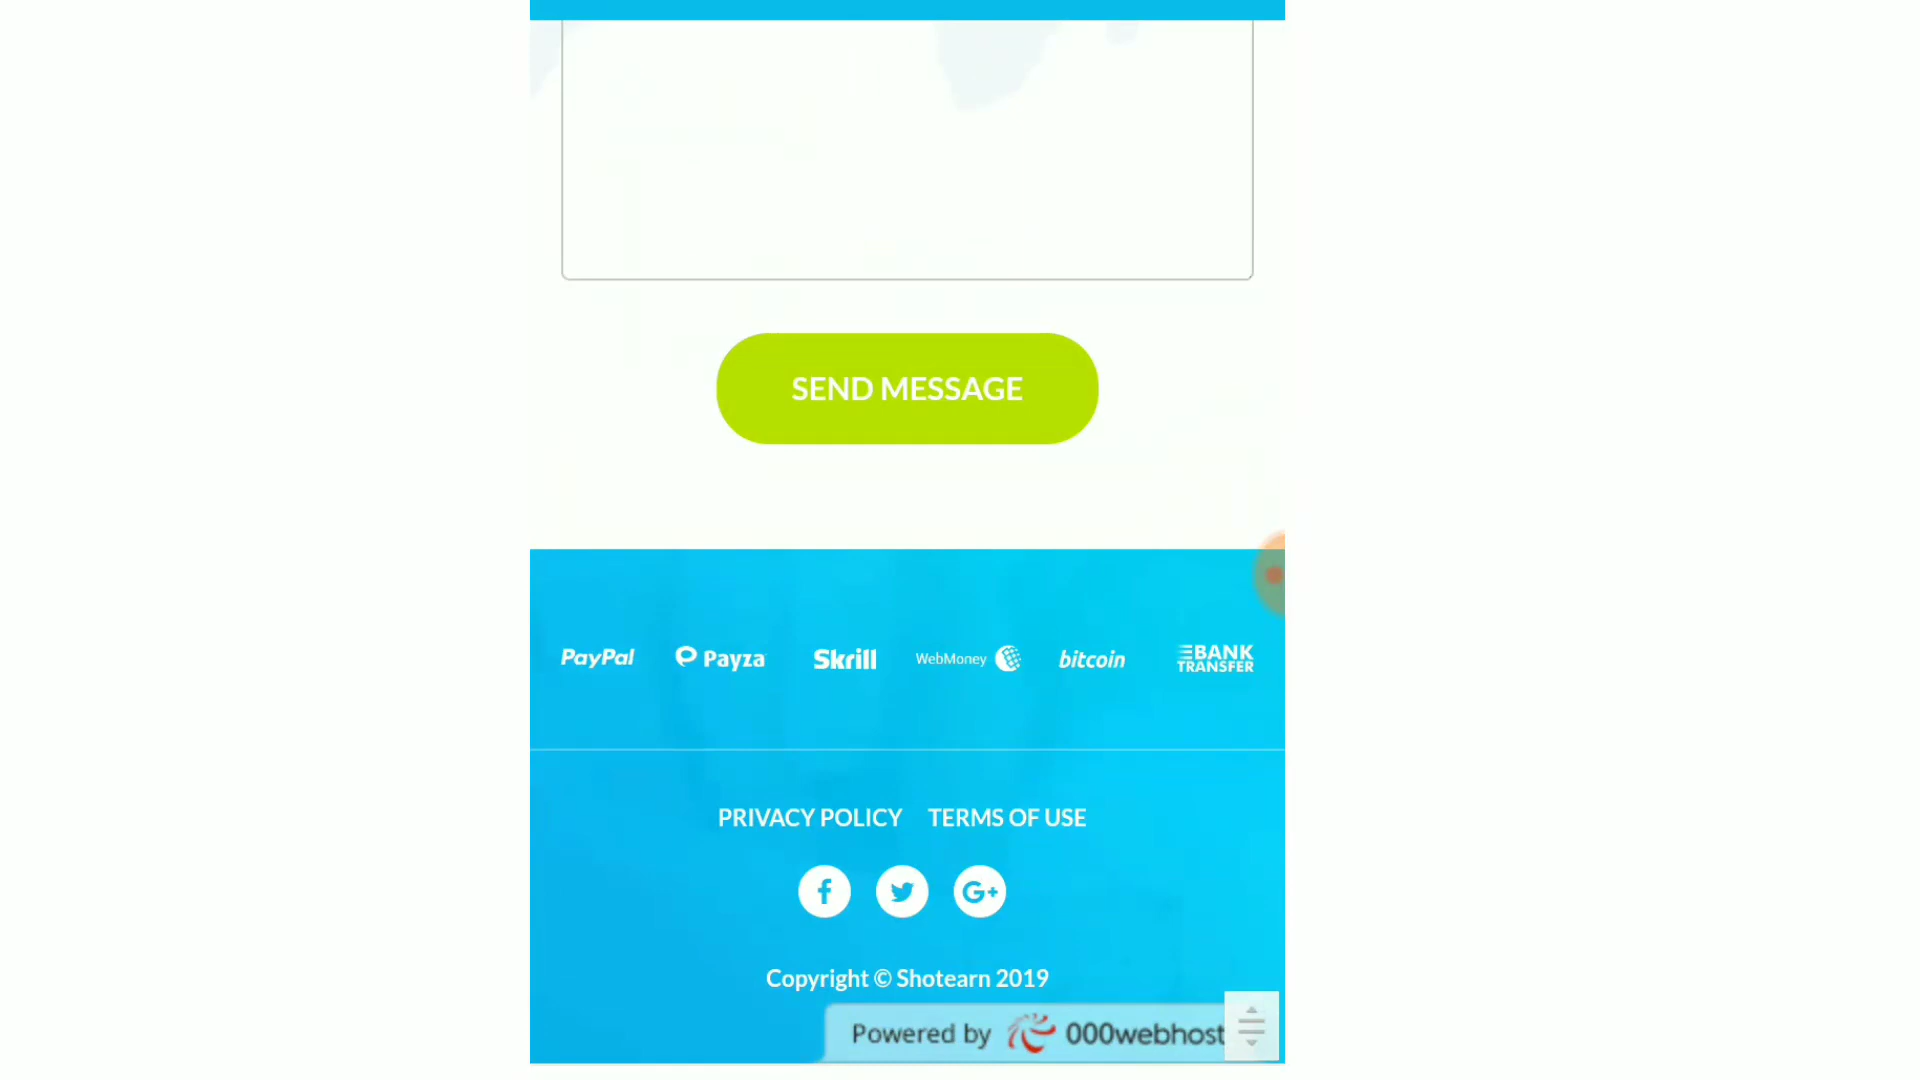 SEND MESSAGE
PayPal Payza Skrill WebMoney bitcoin BANK TRANSFER
PRIVACY POLICY TERMS OF USE
f G+
Copyright © Shotearn 2019
Powered by 000webhost